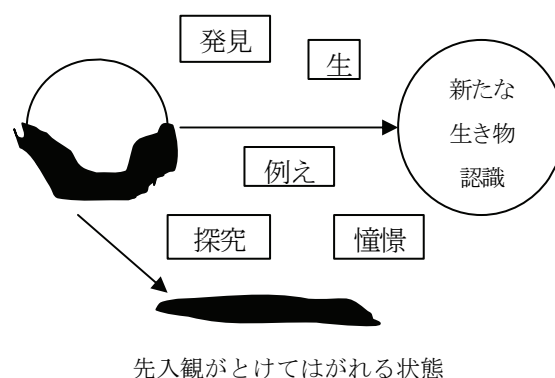 発見
生
新たな
生き物
認識
例え
探究
憧憬
先入観がとけてはがれる状態